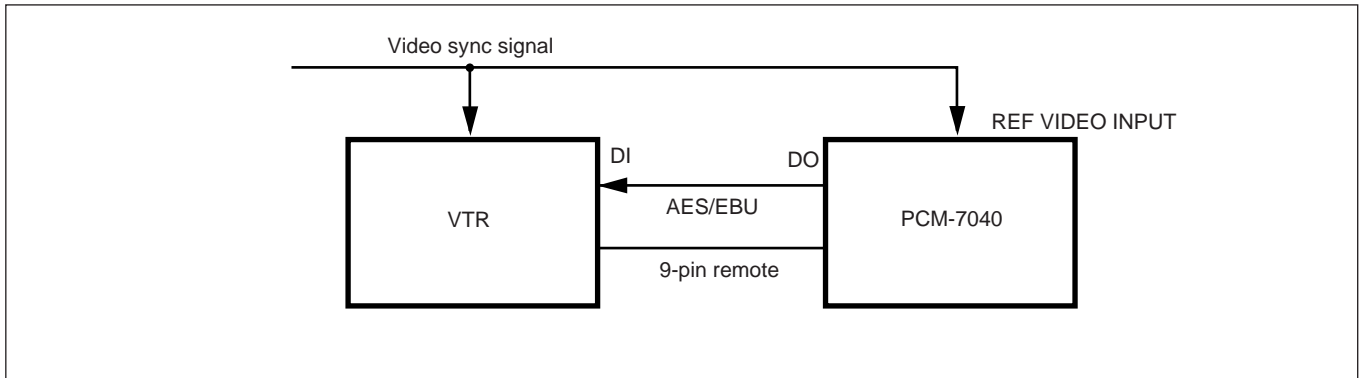 Video sync signal
REF VIDEO INPUT
DI
DO
AES/EBU
VTR
PCM-7040
9-pin remote